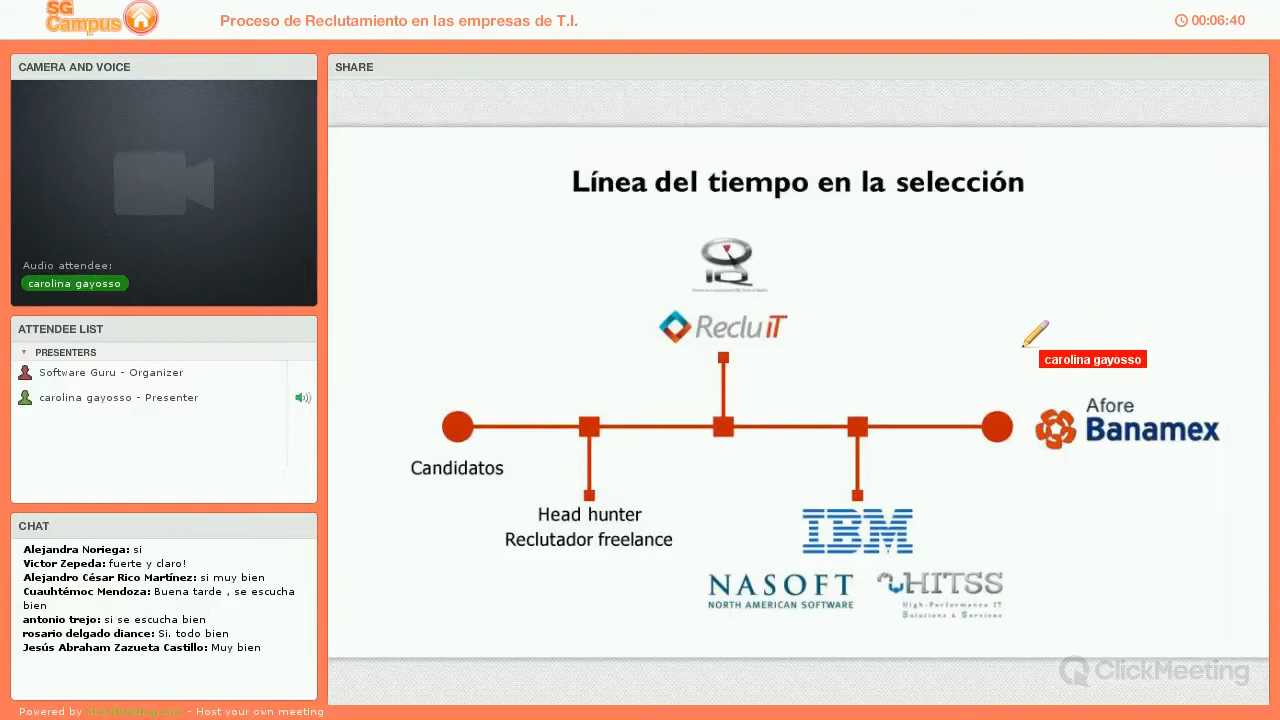 SG
Campus
Proceso de Reclutamiento en las empresas de T.I.
00:06:40
CAMERA AND VOICE
Audio attendee:
carolina gayosso
ATTENDEE LIST
PRESENTERS
Software Guru - Organizer
carolina gayosso - Presenter
CHAT
Alejandra Noriega: si
Victor Zepeda: fuerte y claro!
Alejandro César Rico Martínez: si muy bien
Cuauhtémoc Mendoza: Buena tarde , se escucha
bien
antonio trejo: si se escucha bien
rosario delgado diance: Si. todo bien
Jesús Abraham Zazueta Castillo: Muy bien
Powered by ClickMeeting.com - Host your own meeting
SHARE
Línea del tiempo en la selección
IQ
Recluit
carolina gayosso
Afore
Banamex
Candidatos
Head hunter
Reclutador freelance
IBM
NASOFT
NORTH AMERICAN SOFTWARE
HITSS
High-Performance IT
Solutions & Services
ClickMeeting